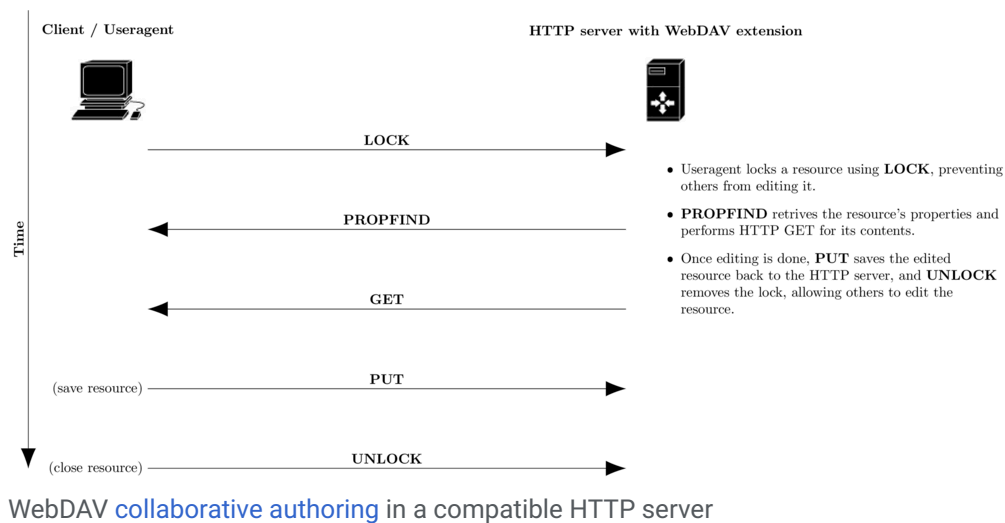 Client / Useragent
HTTP server with WebDAV extension
LOCK
• Useragent locks a resource using LOCK, preventing
others from editing it.
PROPFIND
• PROPFIND retrives the resource's properties and
performs HTTP GET for its contents.
Time
• Once editing is done, PUT saves the edited
resource back to the HTTP server, and UNLOCK
removes the lock, allowing others to edit the
resource.
GET
(save resource)
PUT
(close resource)
UNLOCK
WebDAV collaborative authoring in a compatible HTTP server